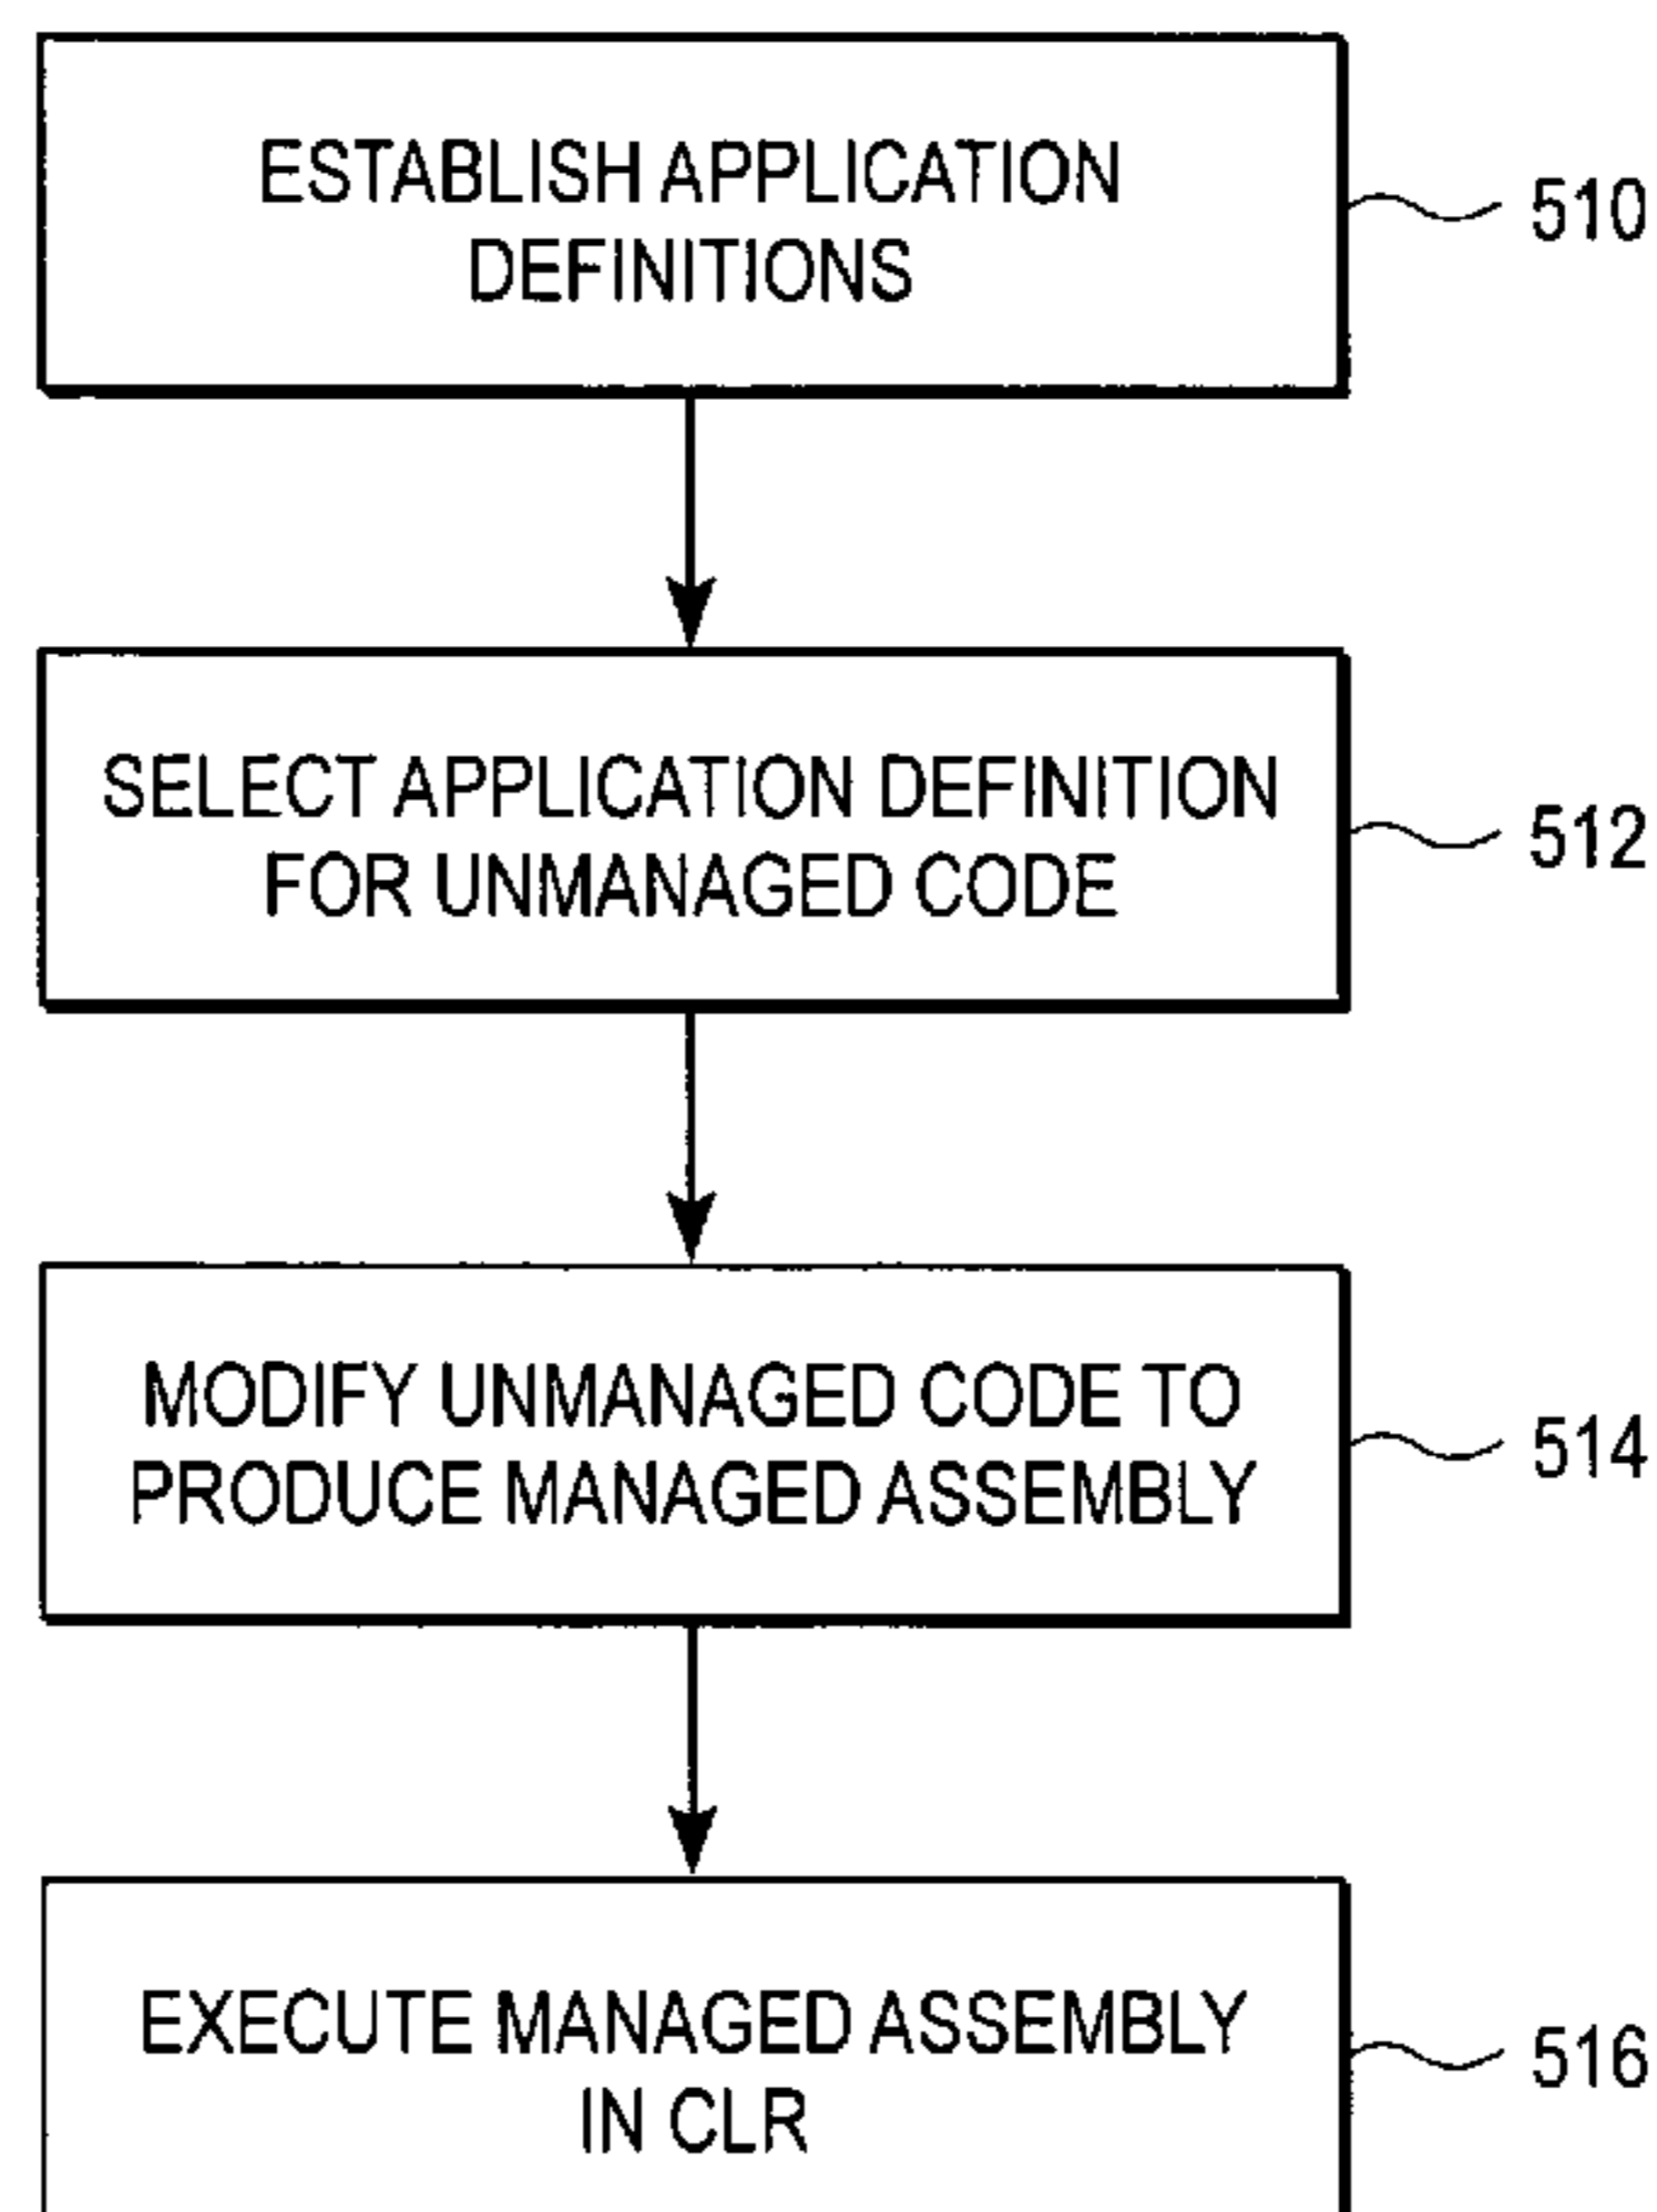 ESTABLISH APPLICATION
DEFINITIONS
510
SELECT APPLICATION DEFINITION
FOR UNMANAGED CODE
512
MODIFY UNMANAGED CODE TO
PRODUCE MANAGED ASSEMBLY
514
EXECUTE MANAGED ASSEMBLY
IN CLR
516